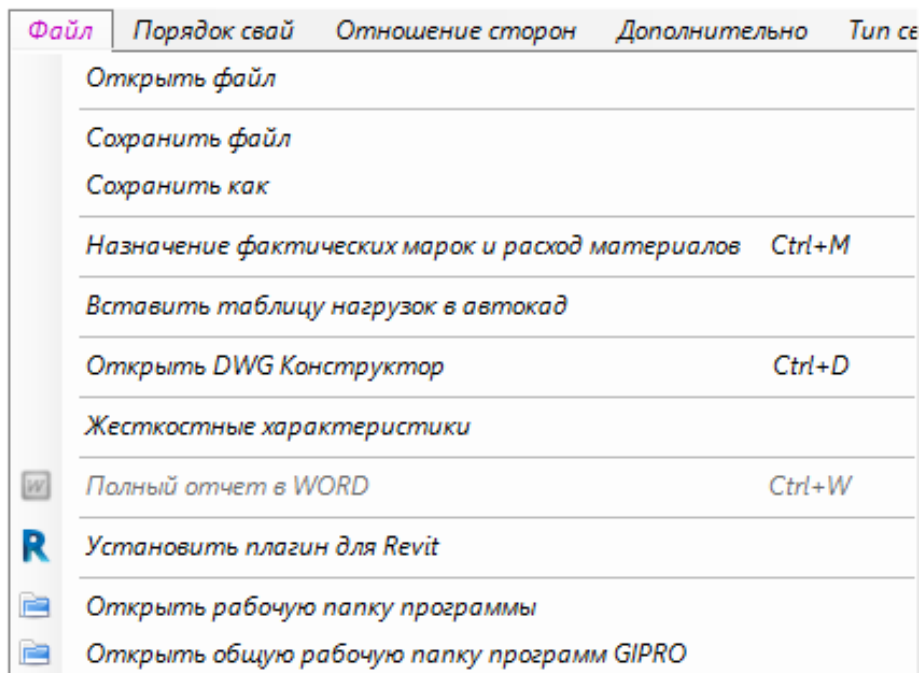 Файл Порядок свай Отношение сторон Дополнительно Тип
Открыть файл
Сохранить файл
Сохранить как
Назначение фактических марок и расход материалов Ctrl+M
Вставить таблицу нагрузок в автокад
Открыть DWG Конструктор Ctrl+D
Жесткостные характеристики
Полный отчет в WORD Ctrl+W
Установить плагин для Revit
Открыть рабочую папку программы
Открыть общую рабочую папку программ GIPRO